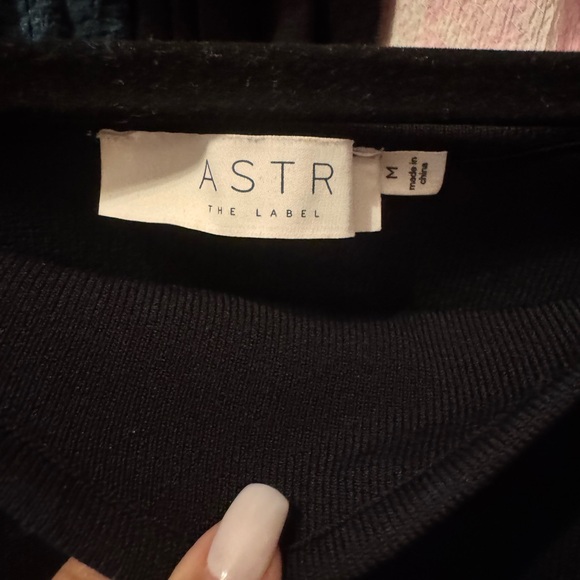 ASTR
THE LABEL
M
made in
china